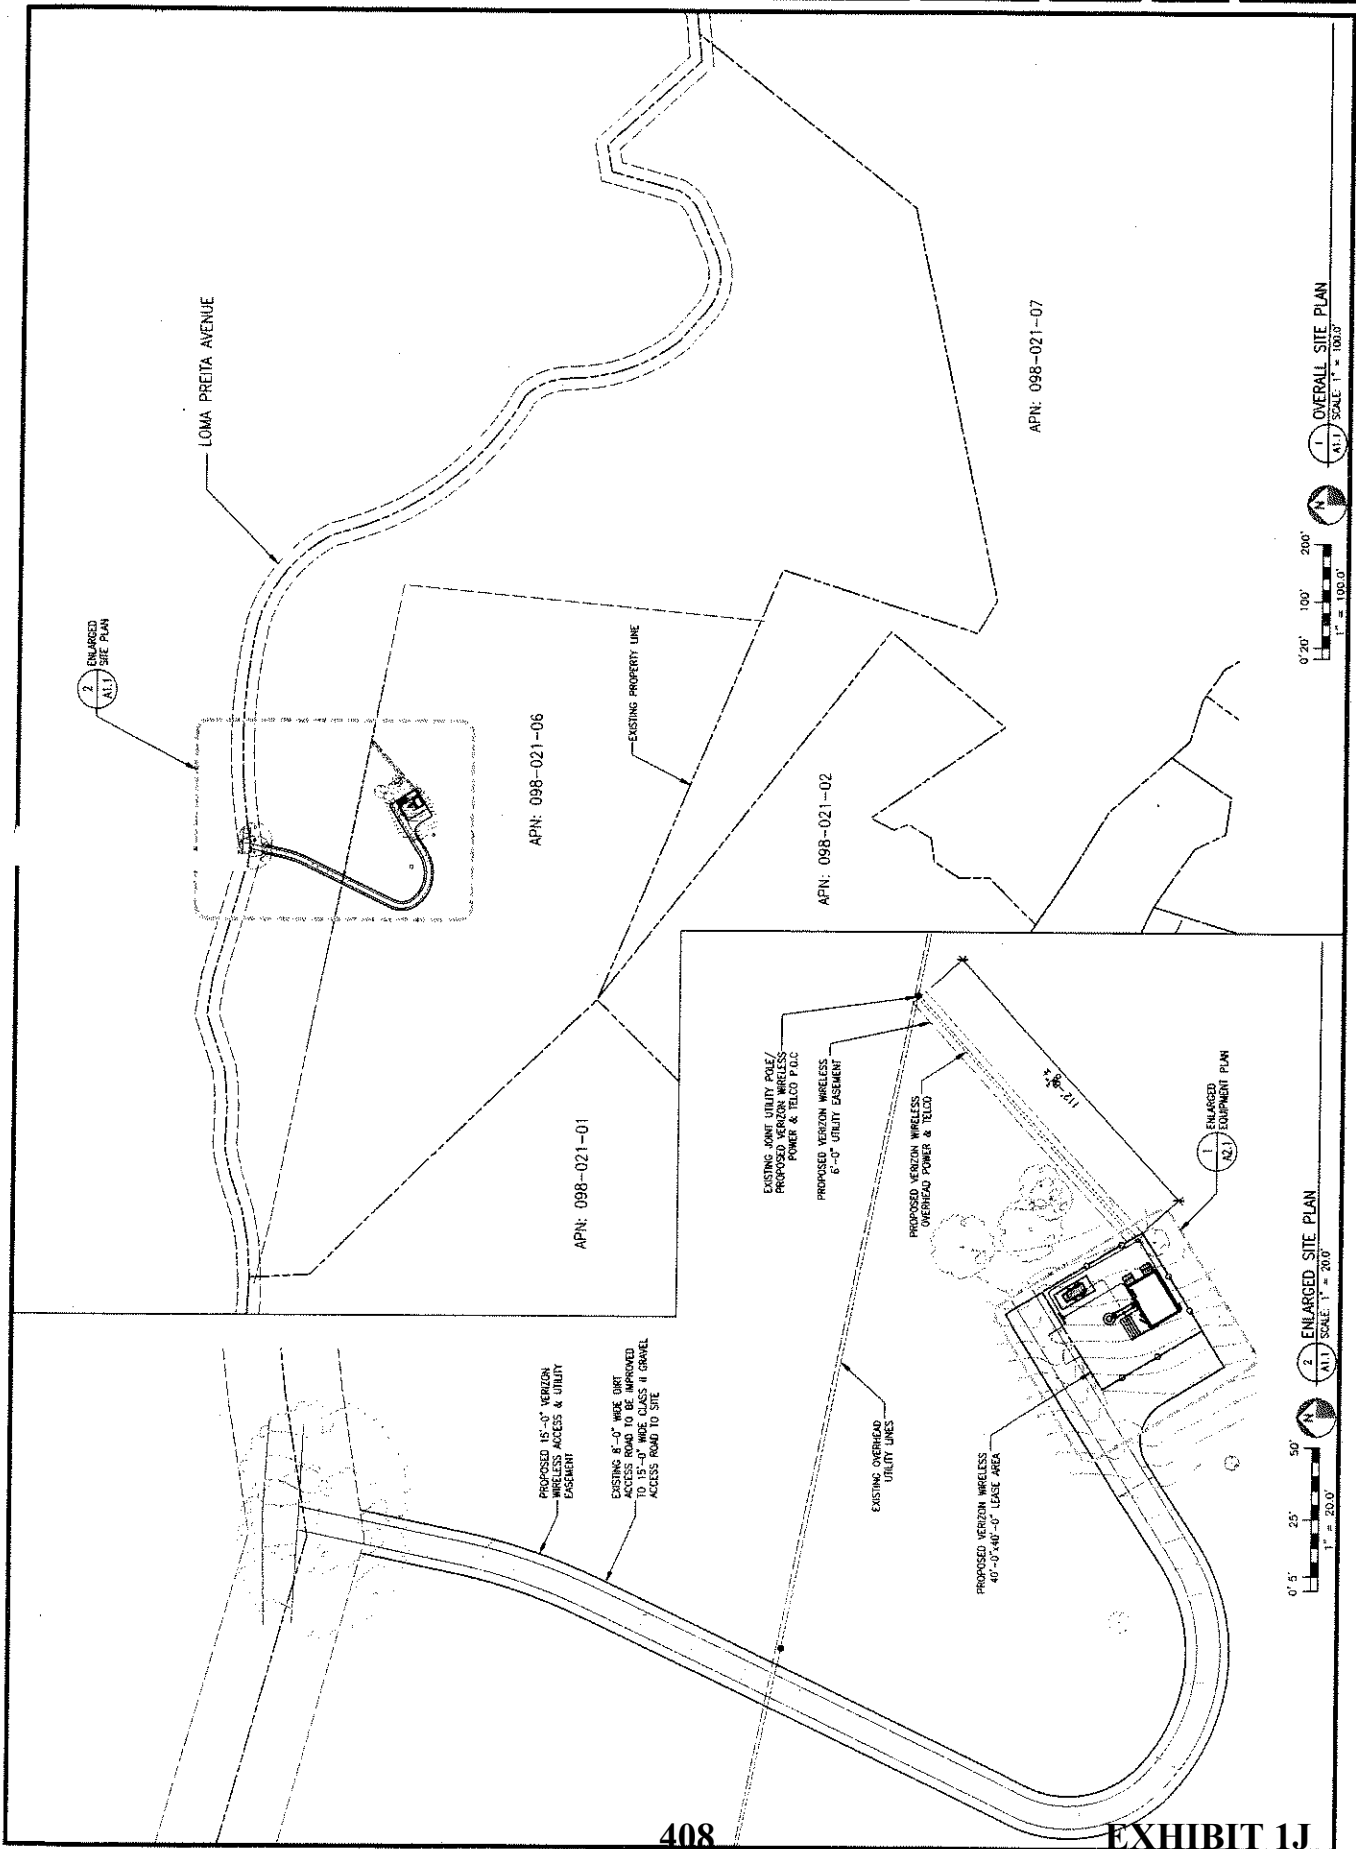 LOMA PREITA AVENUE
2
A1.1
ENLARGED
SITE PLAN
APN: 098-021-06
EXISTING PROPERTY LINE
APN: 098-021-02
APN: 098-021-07
APN: 098-021-01
0' 20' 100' 200'
1" = 100.0'
N
1
A1.1
OVERALL SITE PLAN
SCALE: 1" = 100.0'
PROPOSED 15'-0" VERIZON
WIRELESS ACCESS & UTILITY
EASEMENT
EXISTING 8'-0" WIDE DIRT
ACCESS ROAD TO BE IMPROVED
TO 15'-0" WIDE CLASS II GRAVEL
ACCESS ROAD TO SITE
EXISTING JOINT UTILITY POLE/
PROPOSED VERIZON WIRELESS
POWER & TELCO P.O.C
PROPOSED VERIZON WIRELESS
6'-0" UTILITY EASEMENT
PROPOSED VERIZON WIRELESS
OVERHEAD POWER & TELCO
112'
EXISTING OVERHEAD
UTILITY LINES
PROPOSED VERIZON WIRELESS
40'-0"x40'-0" LEASE AREA
1
A2.1
ENLARGED
EQUIPMENT PLAN
0' 5' 25' 50'
1" = 20.0'
N
2
A1.1
ENLARGED SITE PLAN
SCALE: 1" = 20.0'
408
EXHIBIT 1J